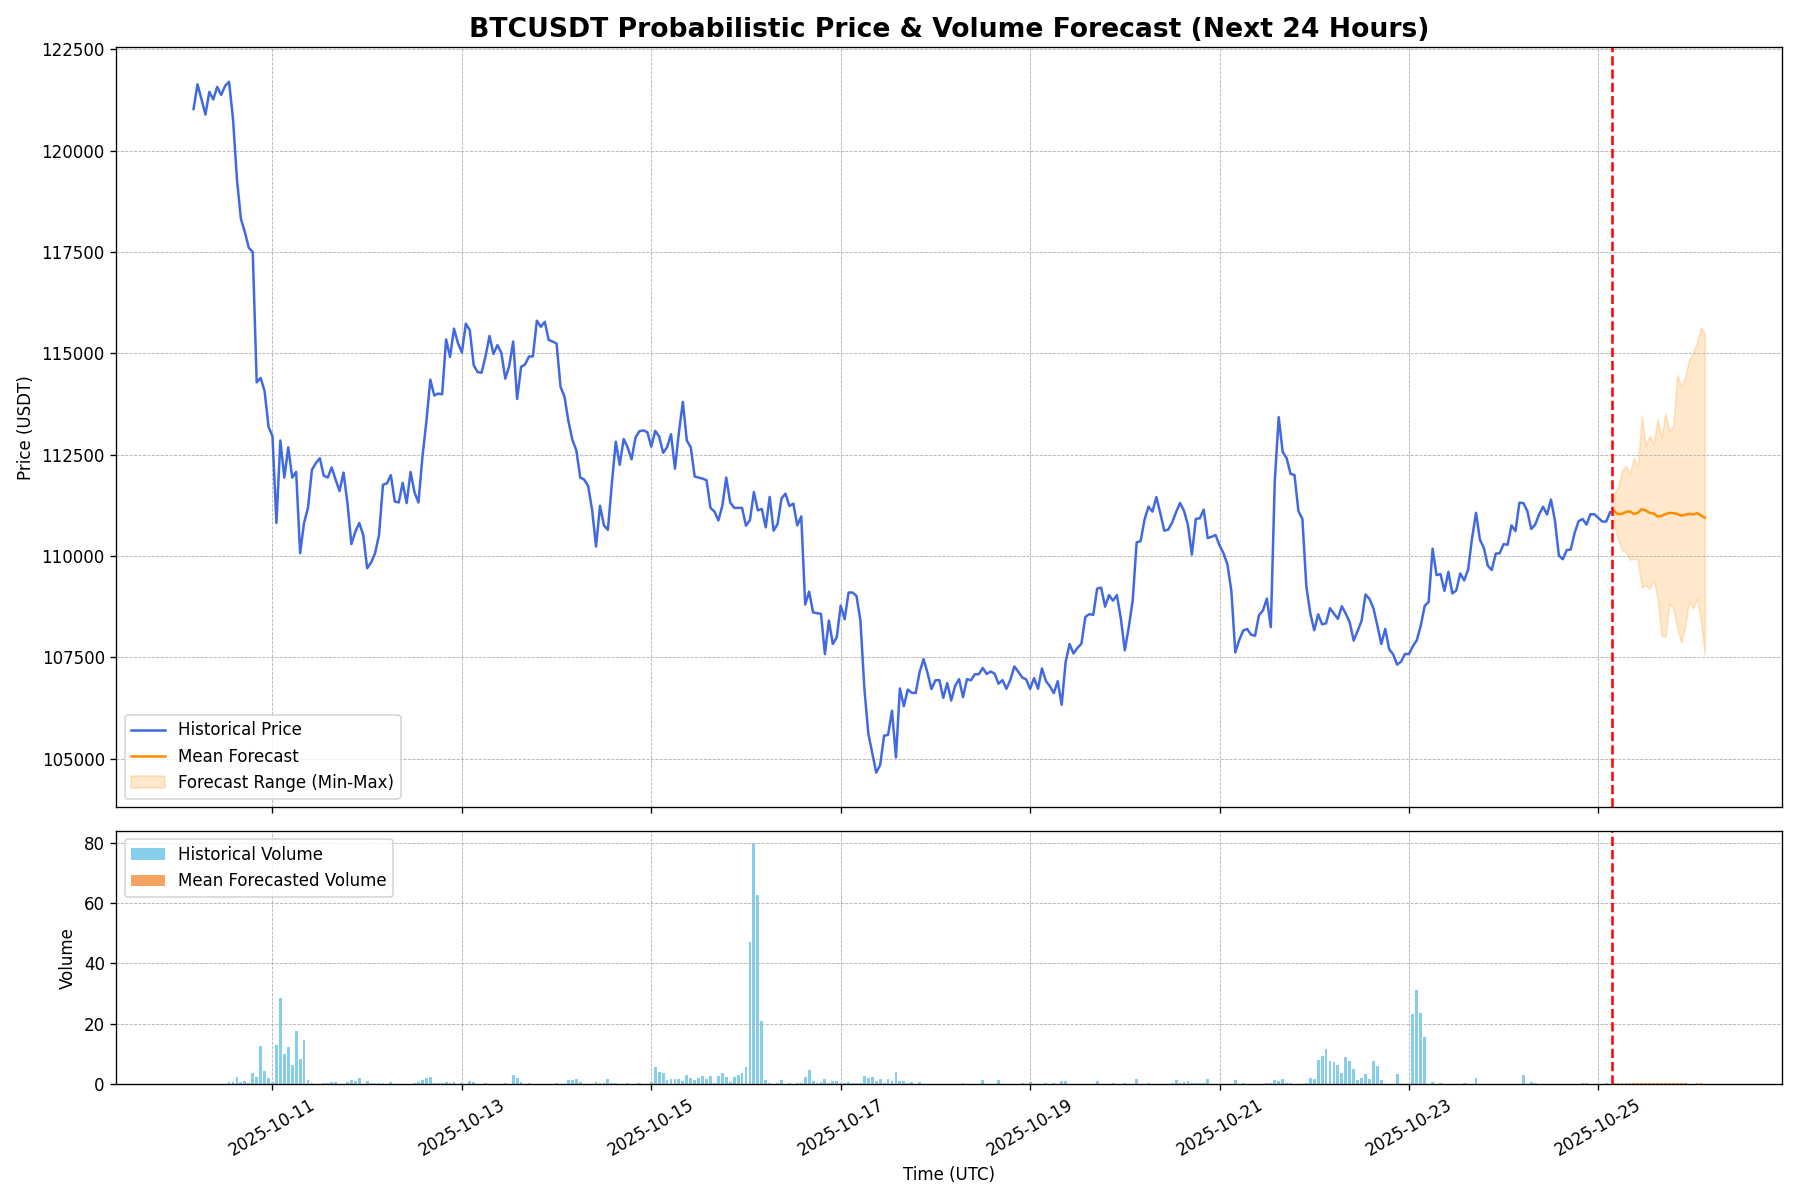 BTCUSDT Probabilistic Price & Volume Forecast (Next 24 Hours)
122500
120000
117500
115000
112500
110000
107500
105000
Price (USDT)
Historical Price
Mean Forecast
Forecast Range (Min-Max)
80
60
40
20
0
Volume
Historical Volume
Mean Forecasted Volume
2025-10-11
2025-10-13
2025-10-15
2025-10-17
2025-10-19
2025-10-21
2025-10-23
2025-10-25
Time (UTC)